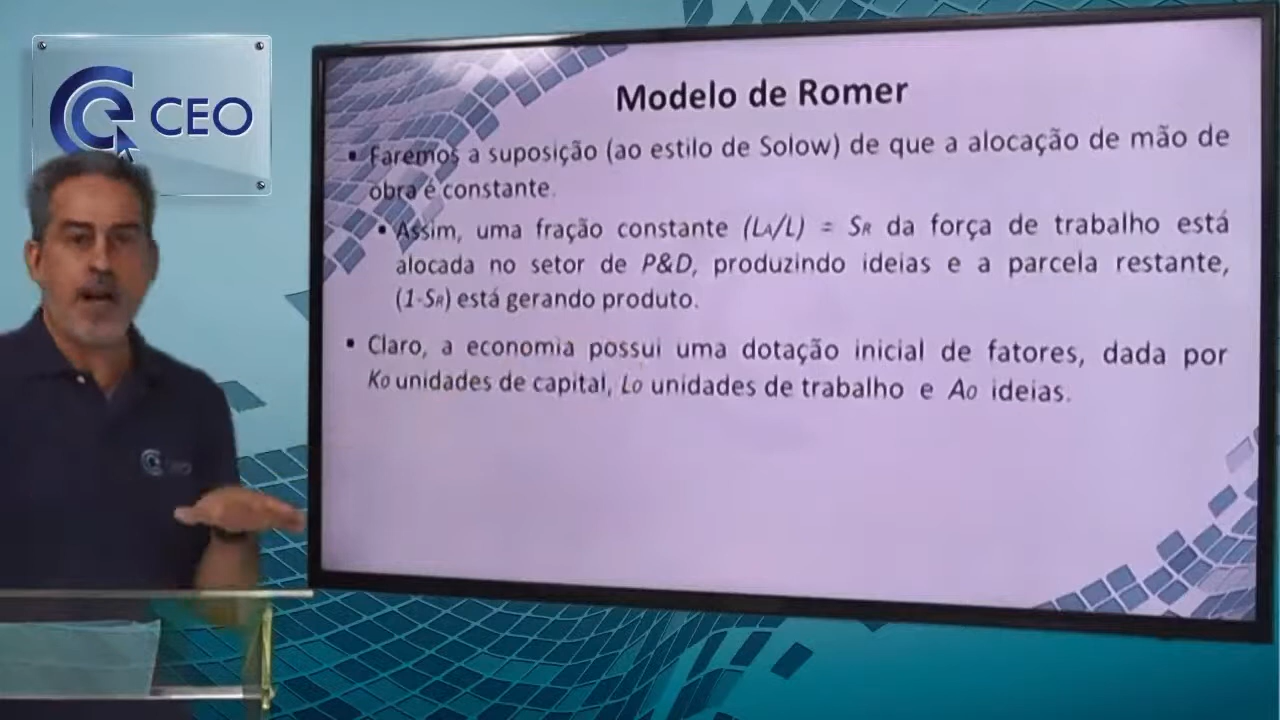 CEO
Modelo de Romer
• Faremos a suposição (ao estilo de Solow) de que a alocação de mão de
obra é constante.
• Assim, uma fração constante (LA/L) = SR da força de trabalho está
alocada no setor de P&D, produzindo ideias e a parcela restante,
(1-SR) está gerando produto.
• Claro, a economia possui uma dotação inicial de fatores, dada por
K0 unidades de capital, L0 unidades de trabalho e A0 ideias.